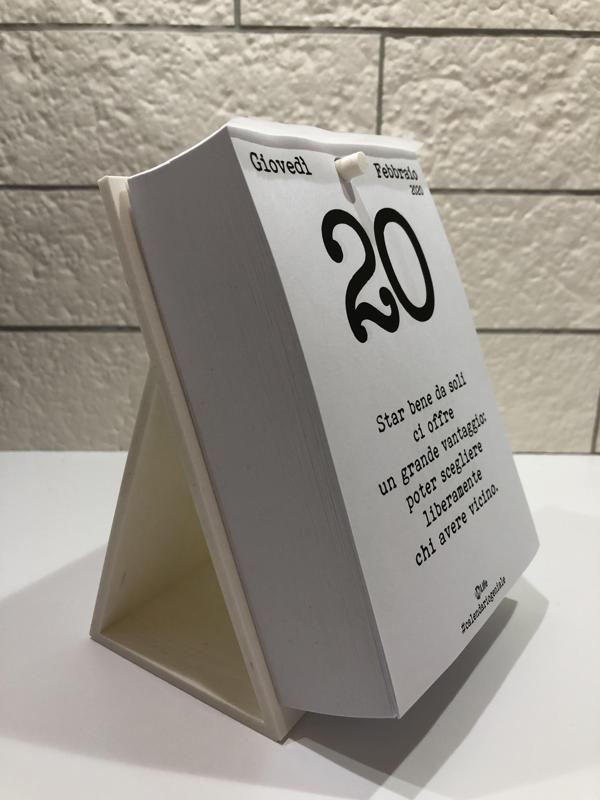 Giovedì
Febbraio
2020
20
Star bene da soli
ci offre
un grande vantaggio:
poter scegliere
liberamente
chi avere vicino.
Life
#calendariogeniale